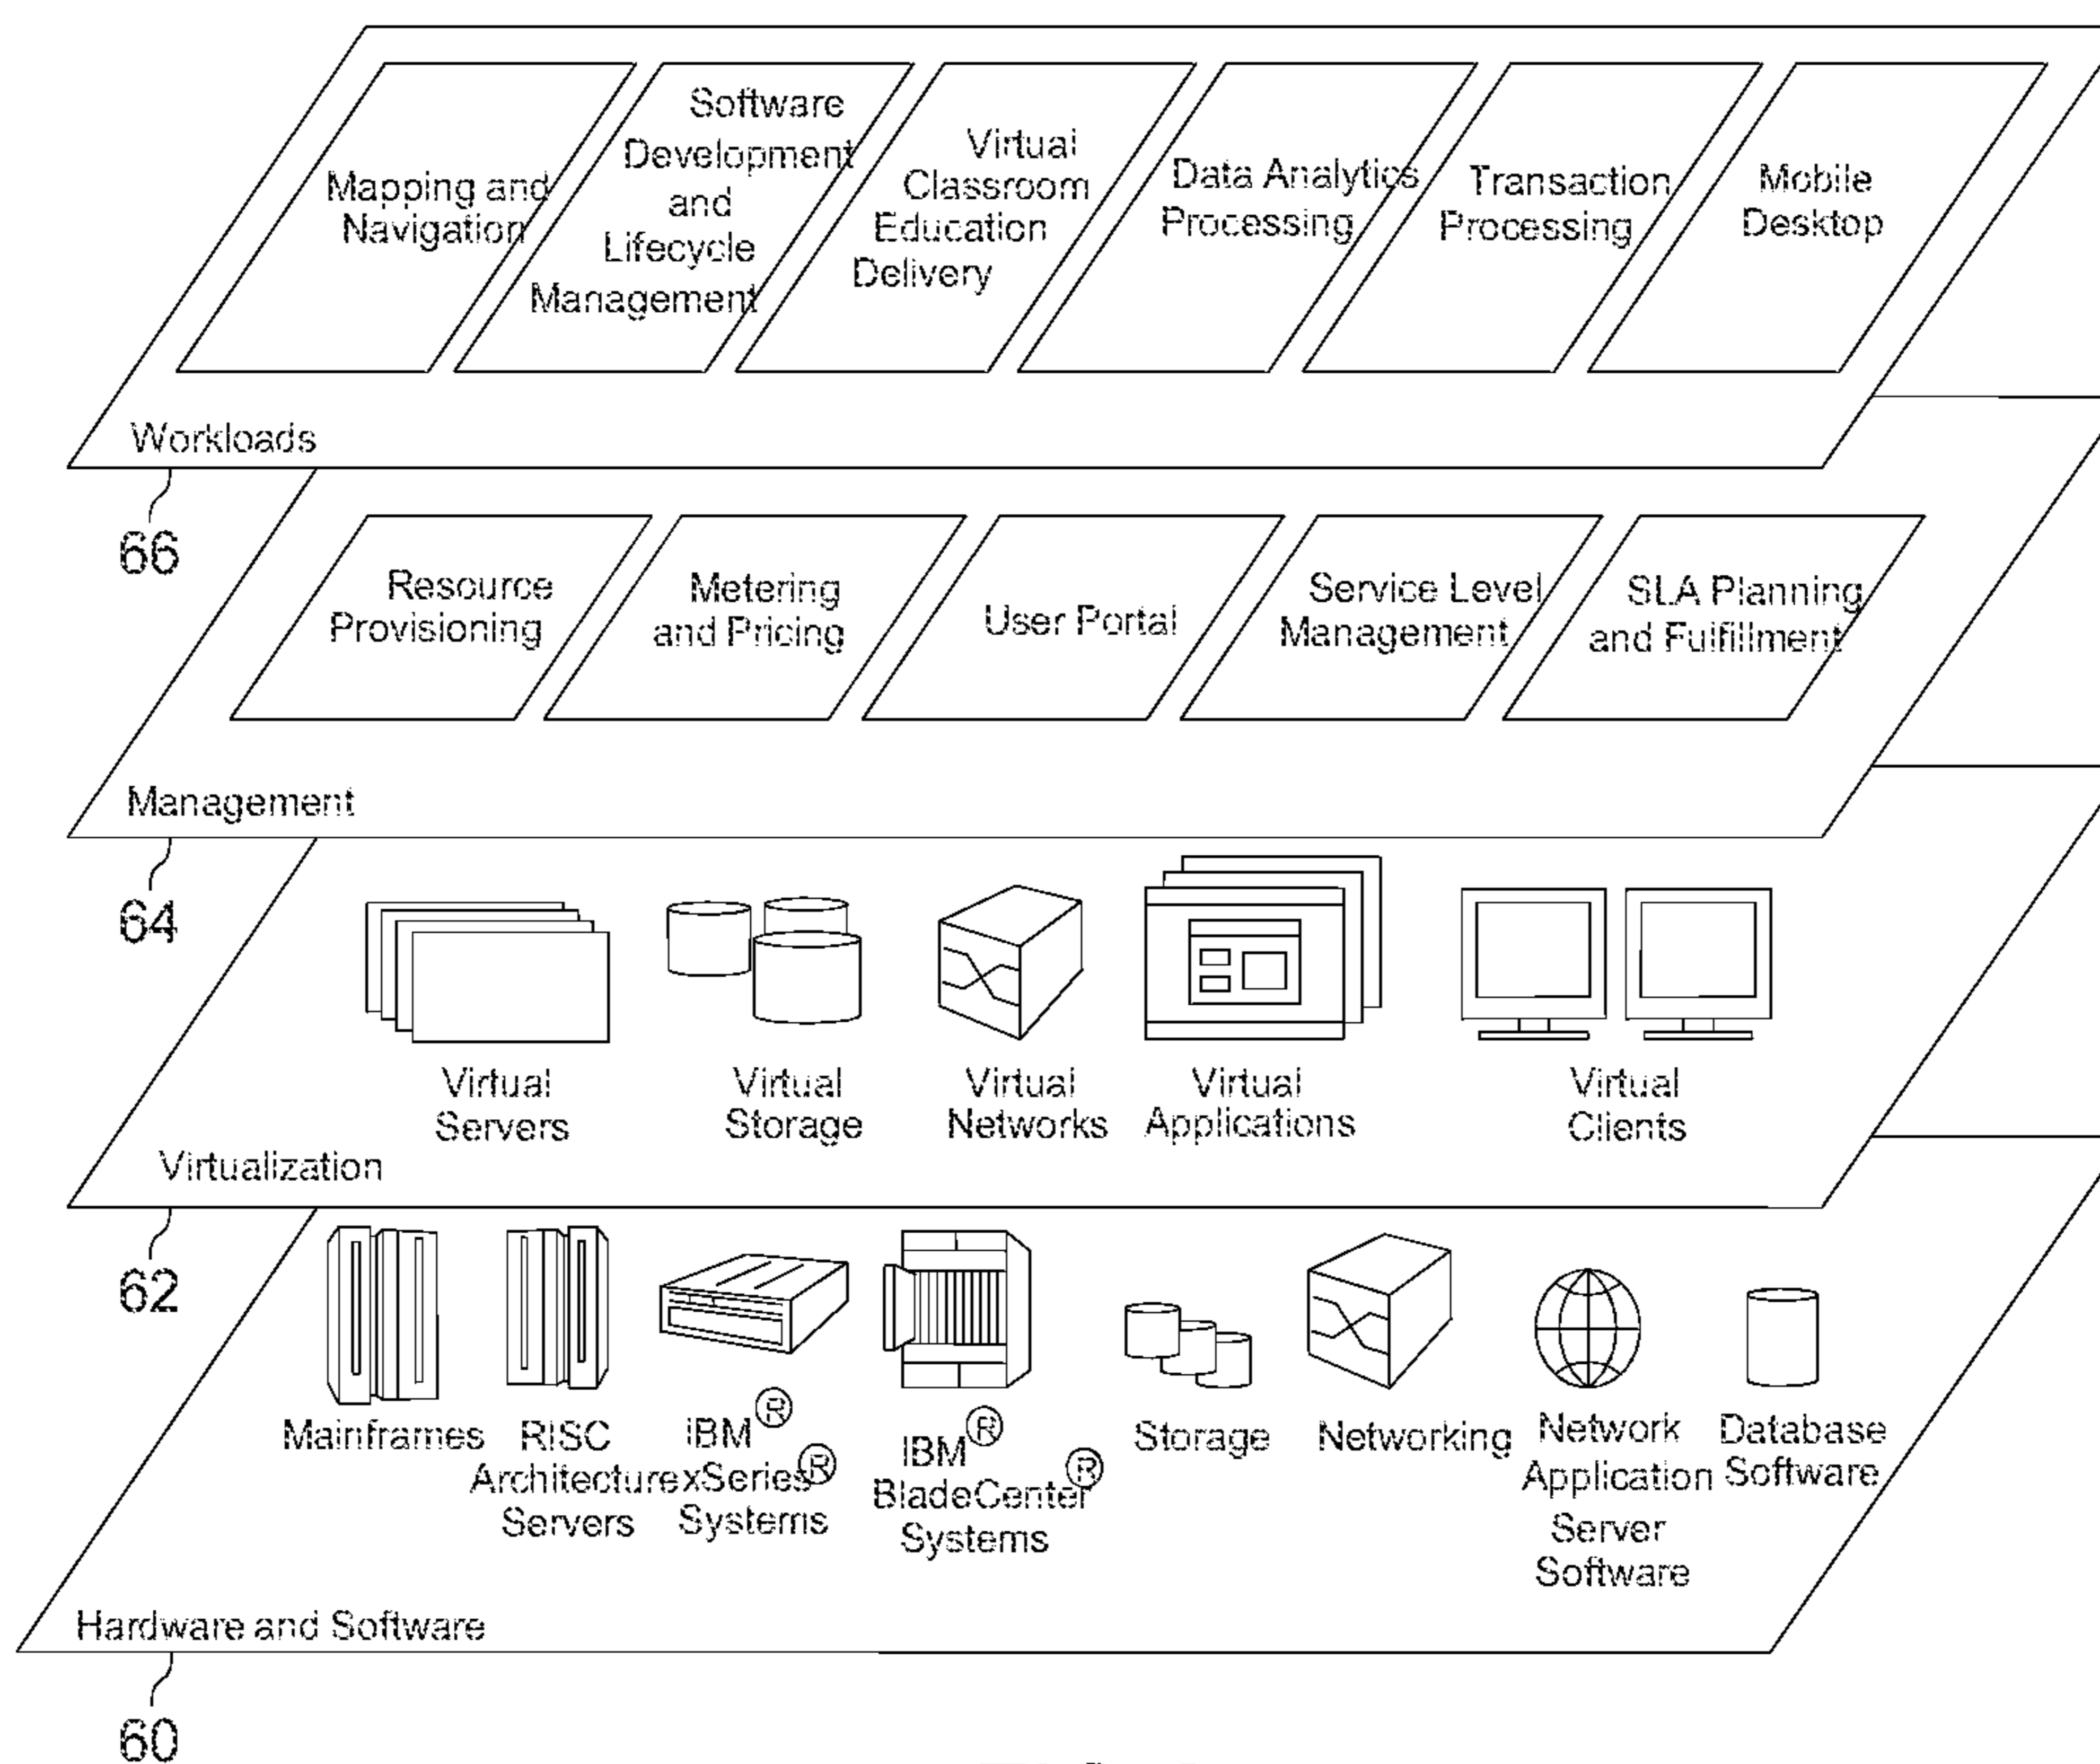 Mapping and
Navigation
Software
Development
and
Lifecycle
Management
Virtual
Classroom
Education
Delivery
Data Analytics
Processing
Transaction
Processing
Mobile
Desktop
Workloads
66
Resource
Provisioning
Metering
and Pricing
User Portal
Service Level
Management
SLA Planning
and Fulfillment
Management
64
Virtual
Servers
Virtual
Storage
Virtual
Networks
Virtual
Applications
Virtual
Clients
Virtualization
62
Mainframes
RISC
Architecture
Servers
IBM®
xSeries®
Systems
IBM®
BladeCenter®
Systems
Storage
Networking
Network
Application
Server
Software
Database
Software
Hardware and Software
60